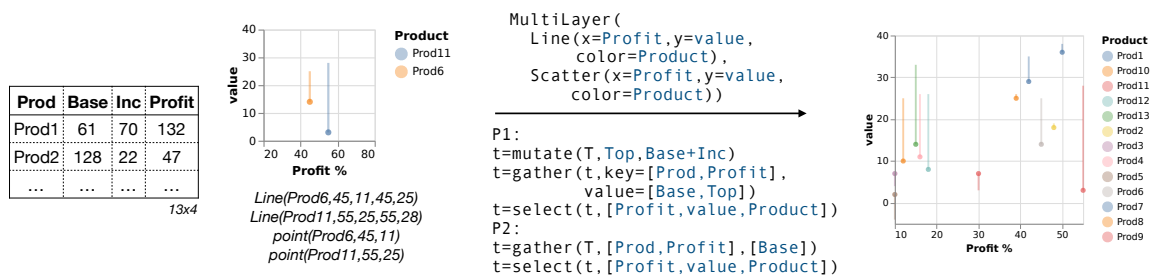 Prod Base Inc Profit
Prod1 61 70 132
Prod2 128 22 47
... ... ... ...
13x4
40
30
20
10
0
value
20 40 60 80
Profit %
Product
Prod11
Prod6
Line(Prod6,45,11,45,25)
Line(Prod11,55,25,55,28)
point(Prod6,45,11)
point(Prod11,55,25)
MultiLayer(
Line(x=Profit,y=value,
color=Product),
Scatter(x=Profit,y=value,
color=Product))
P1:
t=mutate(T,Top,Base+Inc)
t=gather(t,key=[Prod,Profit],
value=[Base,Top])
t=select(t,[Profit,value,Product])
P2:
t=gather(T,[Prod,Profit],[Base])
t=select(t,[Profit,value,Product])
40
30
20
10
0
value
10 20 30 40 50
Profit %
Product
Prod1
Prod10
Prod11
Prod12
Prod13
Prod2
Prod3
Prod4
Prod5
Prod6
Prod7
Prod8
Prod9